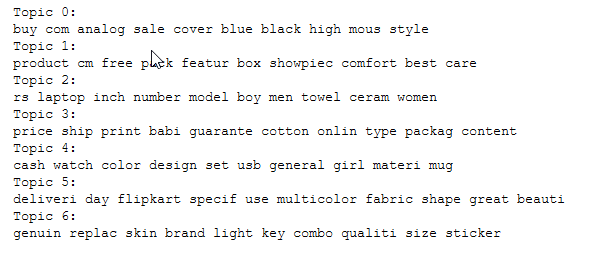 Topic 0:
buy com analog sale cover blue black high mous style
Topic 1:
product cm free pack featur box showpiec comfort best care
Topic 2:
rs laptop inch number model boy men towel ceram women
Topic 3:
price ship print babi guarante cotton onlin type packag content
Topic 4:
cash watch color design set usb general girl materi mug
Topic 5:
deliveri day flipkart specif use multicolor fabric shape great beauti
Topic 6:
genuin replac skin brand light key combo qualiti size sticker